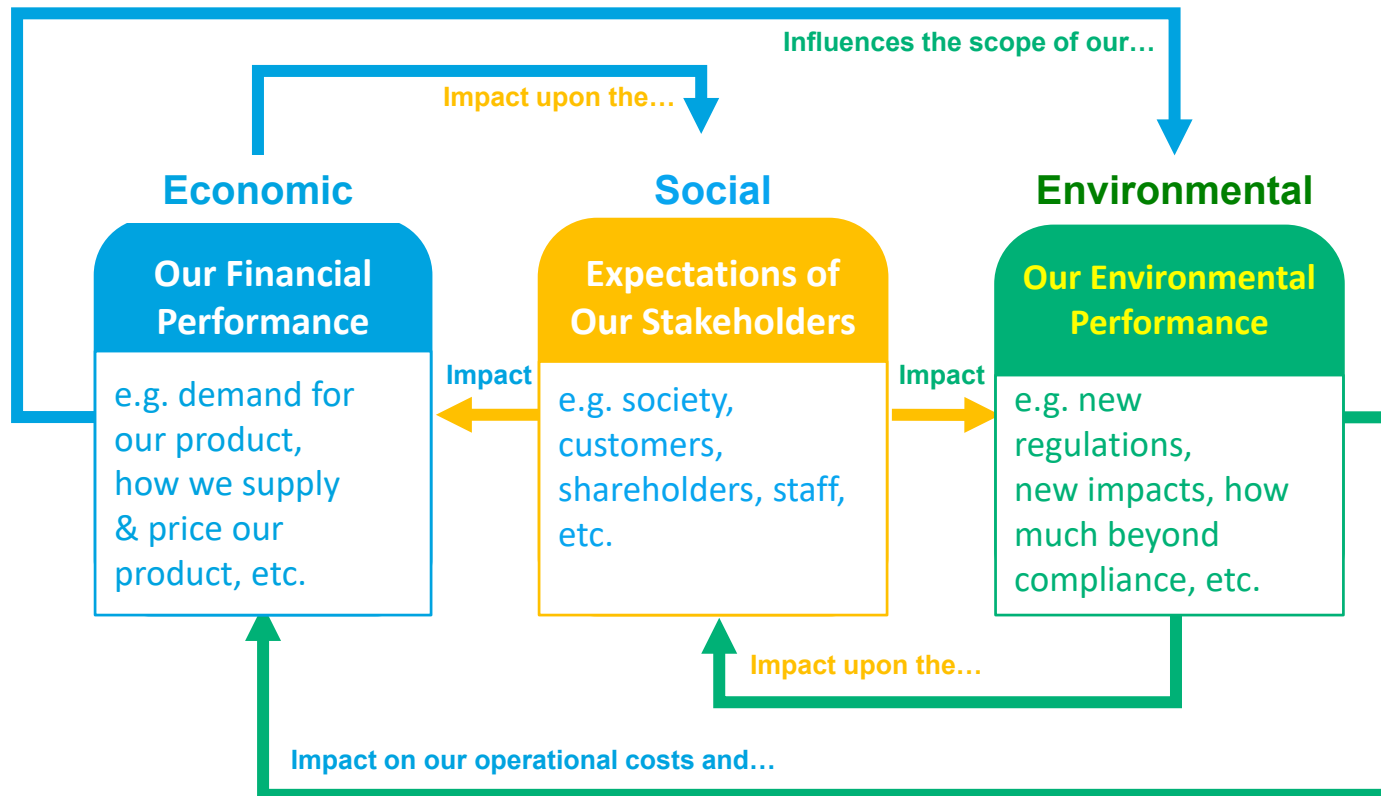 Influences the scope of our…
Impact upon the…
Economic
Social
Environmental
Our Financial
Performance
Expectations of
Our Stakeholders
Our Environmental
Performance
Impact
Impact
e.g. demand for
our product,
how we supply
& price our
product, etc.
e.g. society,
customers,
shareholders, staff,
etc.
e.g. new
regulations,
new impacts, how
much beyond
compliance, etc.
Impact upon the…
Impact on our operational costs and…